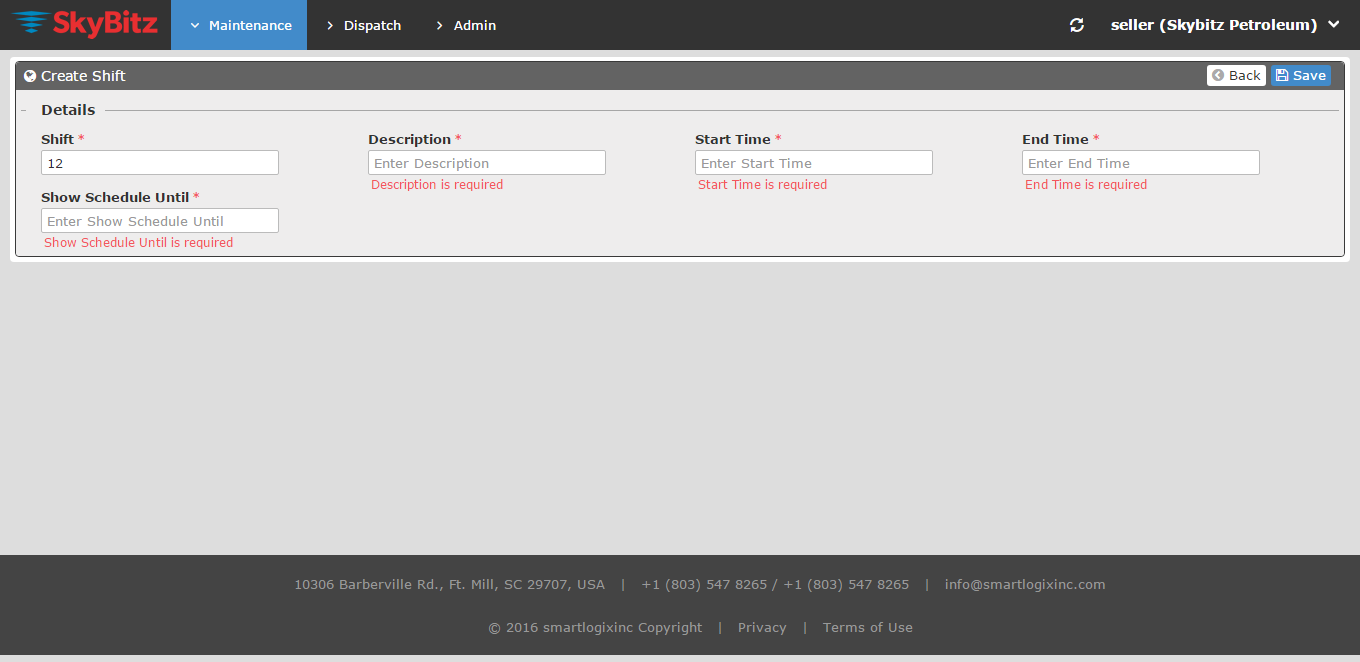 SkyBitz Maintenance Dispatch Admin seller (Skybitz Petroleum)
Create Shift Back Save
Details
Shift * Description * Start Time * End Time *
12 Enter Description Enter Start Time Enter End Time
Description is required Start Time is required End Time is required
Show Schedule Until *
Enter Show Schedule Until
Show Schedule Until is required
10306 Barberville Rd., Ft. Mill, SC 29707, USA | +1 (803) 547 8265 / +1 (803) 547 8265 | info@smartlogixinc.com
© 2016 smartlogixinc Copyright | Privacy | Terms of Use